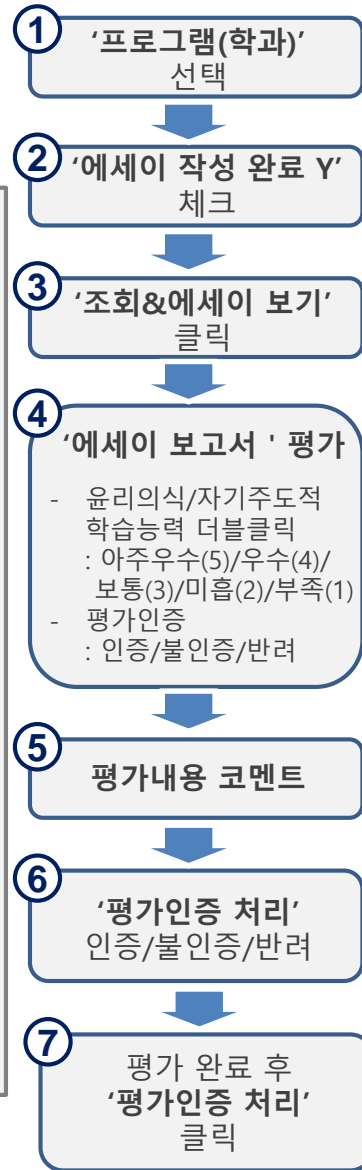 1
‘프로그램(학과)’
선택
2
‘에세이 작성 완료 Y’
체크
3
‘조회&에세이 보기’
클릭
4
‘에세이 보고서 ' 평가
- 윤리의식/자기주도적
학습능력 더블클릭
: 아주우수(5)/우수(4)/
보통(3)/미흡(2)/부족(1)
- 평가인증
: 인증/불인증/반려
5
평가내용 코멘트
6
‘평가인증 처리’
인증/불인증/반려
7
평가 완료 후
‘평가인증 처리’
클릭